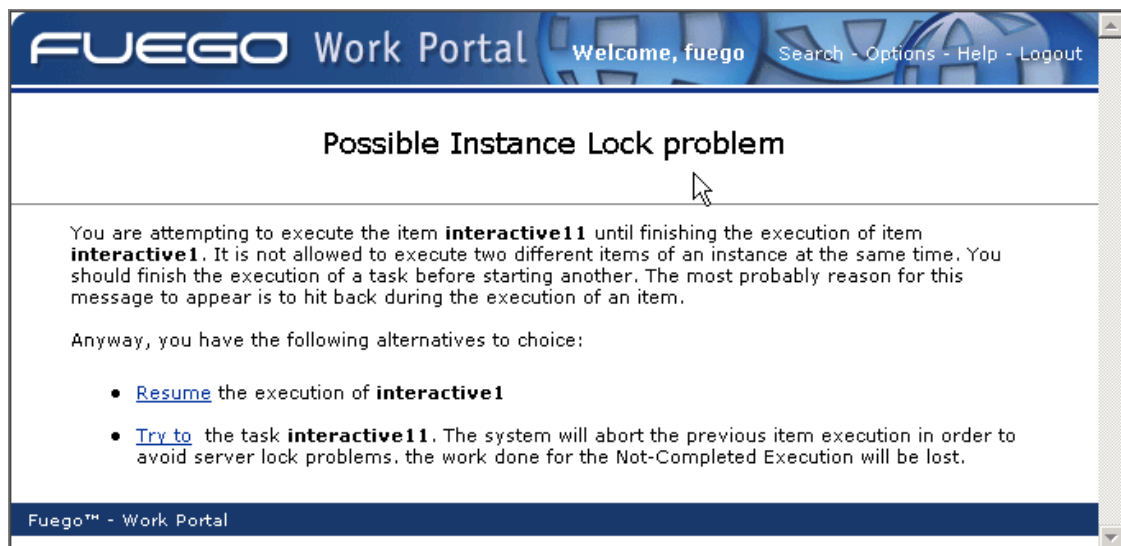 FUEGO Work Portal Welcome, fuego Search - Options - Help - Logout
Possible Instance Lock problem
You are attempting to execute the item interactive11 until finishing the execution of item
interactive1. It is not allowed to execute two different items of an instance at the same time. You
should finish the execution of a task before starting another. The most probably reason for this
message to appear is to hit back during the execution of an item.
Anyway, you have the following alternatives to choice:
• Resume the execution of interactive1
• Try to the task interactive11. The system will abort the previous item execution in order to
avoid server lock problems. the work done for the Not-Completed Execution will be lost.
Fuego™ - Work Portal